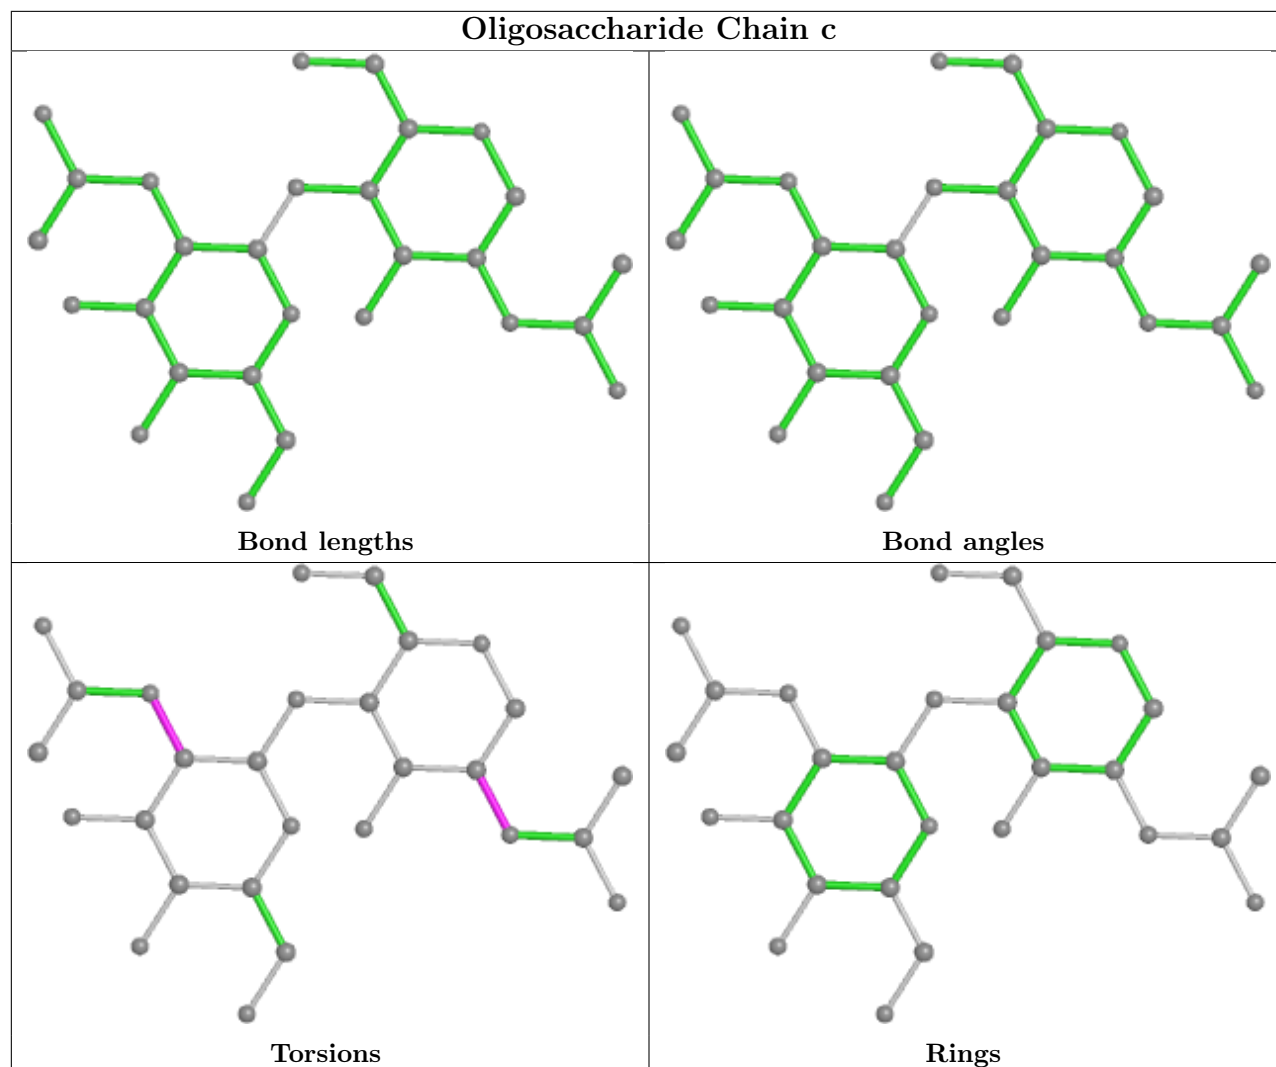 Oligosaccharide Chain c
Bond lengths
Bond angles
Torsions
Rings